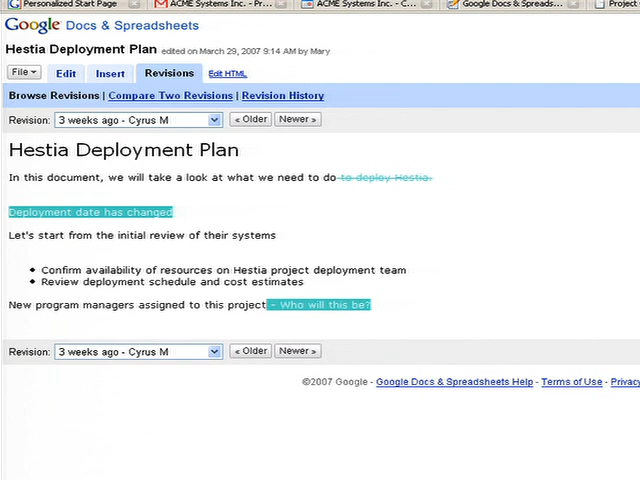 Personalized Start Page
ACME Systems Inc. - Pr...
ACME Systems Inc. - C...
Google Docs & Spreads...
Project
Google Docs & Spreadsheets
Hestia Deployment Plan edited on March 29, 2007 9:14 AM by Mary
File Edit Insert Revisions Edit HTML
Browse Revisions | Compare Two Revisions | Revision History
Revision: 3 weeks ago - Cyrus M « Older Newer »
Hestia Deployment Plan
In this document, we will take a look at what we need to do to deploy Hestia.
Deployment date has changed
Let's start from the initial review of their systems
Confirm availability of resources on Hestia project deployment team
Review deployment schedule and cost estimates
New program managers assigned to this project - Who will this be?
Revision: 3 weeks ago - Cyrus M « Older Newer »
©2007 Google - Google Docs & Spreadsheets Help - Terms of Use - Privacy